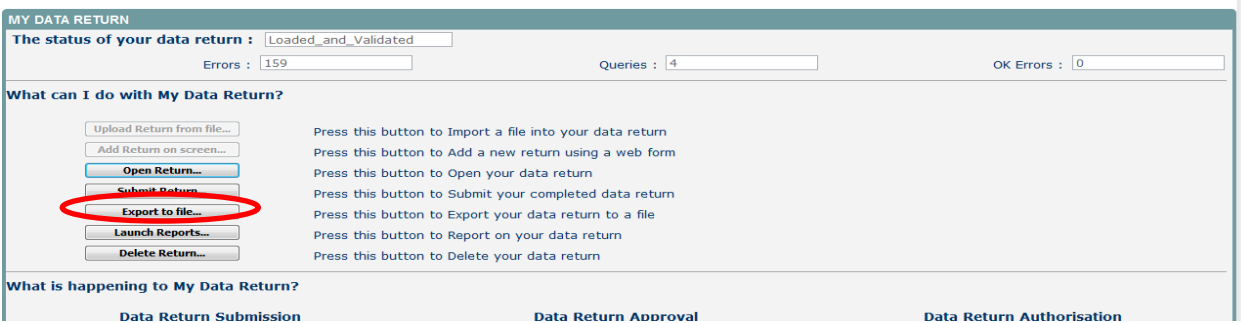 MY DATA RETURN
The status of your data return : Loaded_and_Validated
Errors : 159 Queries : 4 OK Errors : 0
What can I do with My Data Return?
Upload Return from file... Press this button to Import a file into your data return
Add Return on screen... Press this button to Add a new return using a web form
Open Return... Press this button to Open your data return
Submit Return... Press this button to Submit your completed data return
Export to file... Press this button to Export your data return to a file
Launch Reports... Press this button to Report on your data return
Delete Return... Press this button to Delete your data return
What is happening to My Data Return?
Data Return Submission Data Return Approval Data Return Authorisation